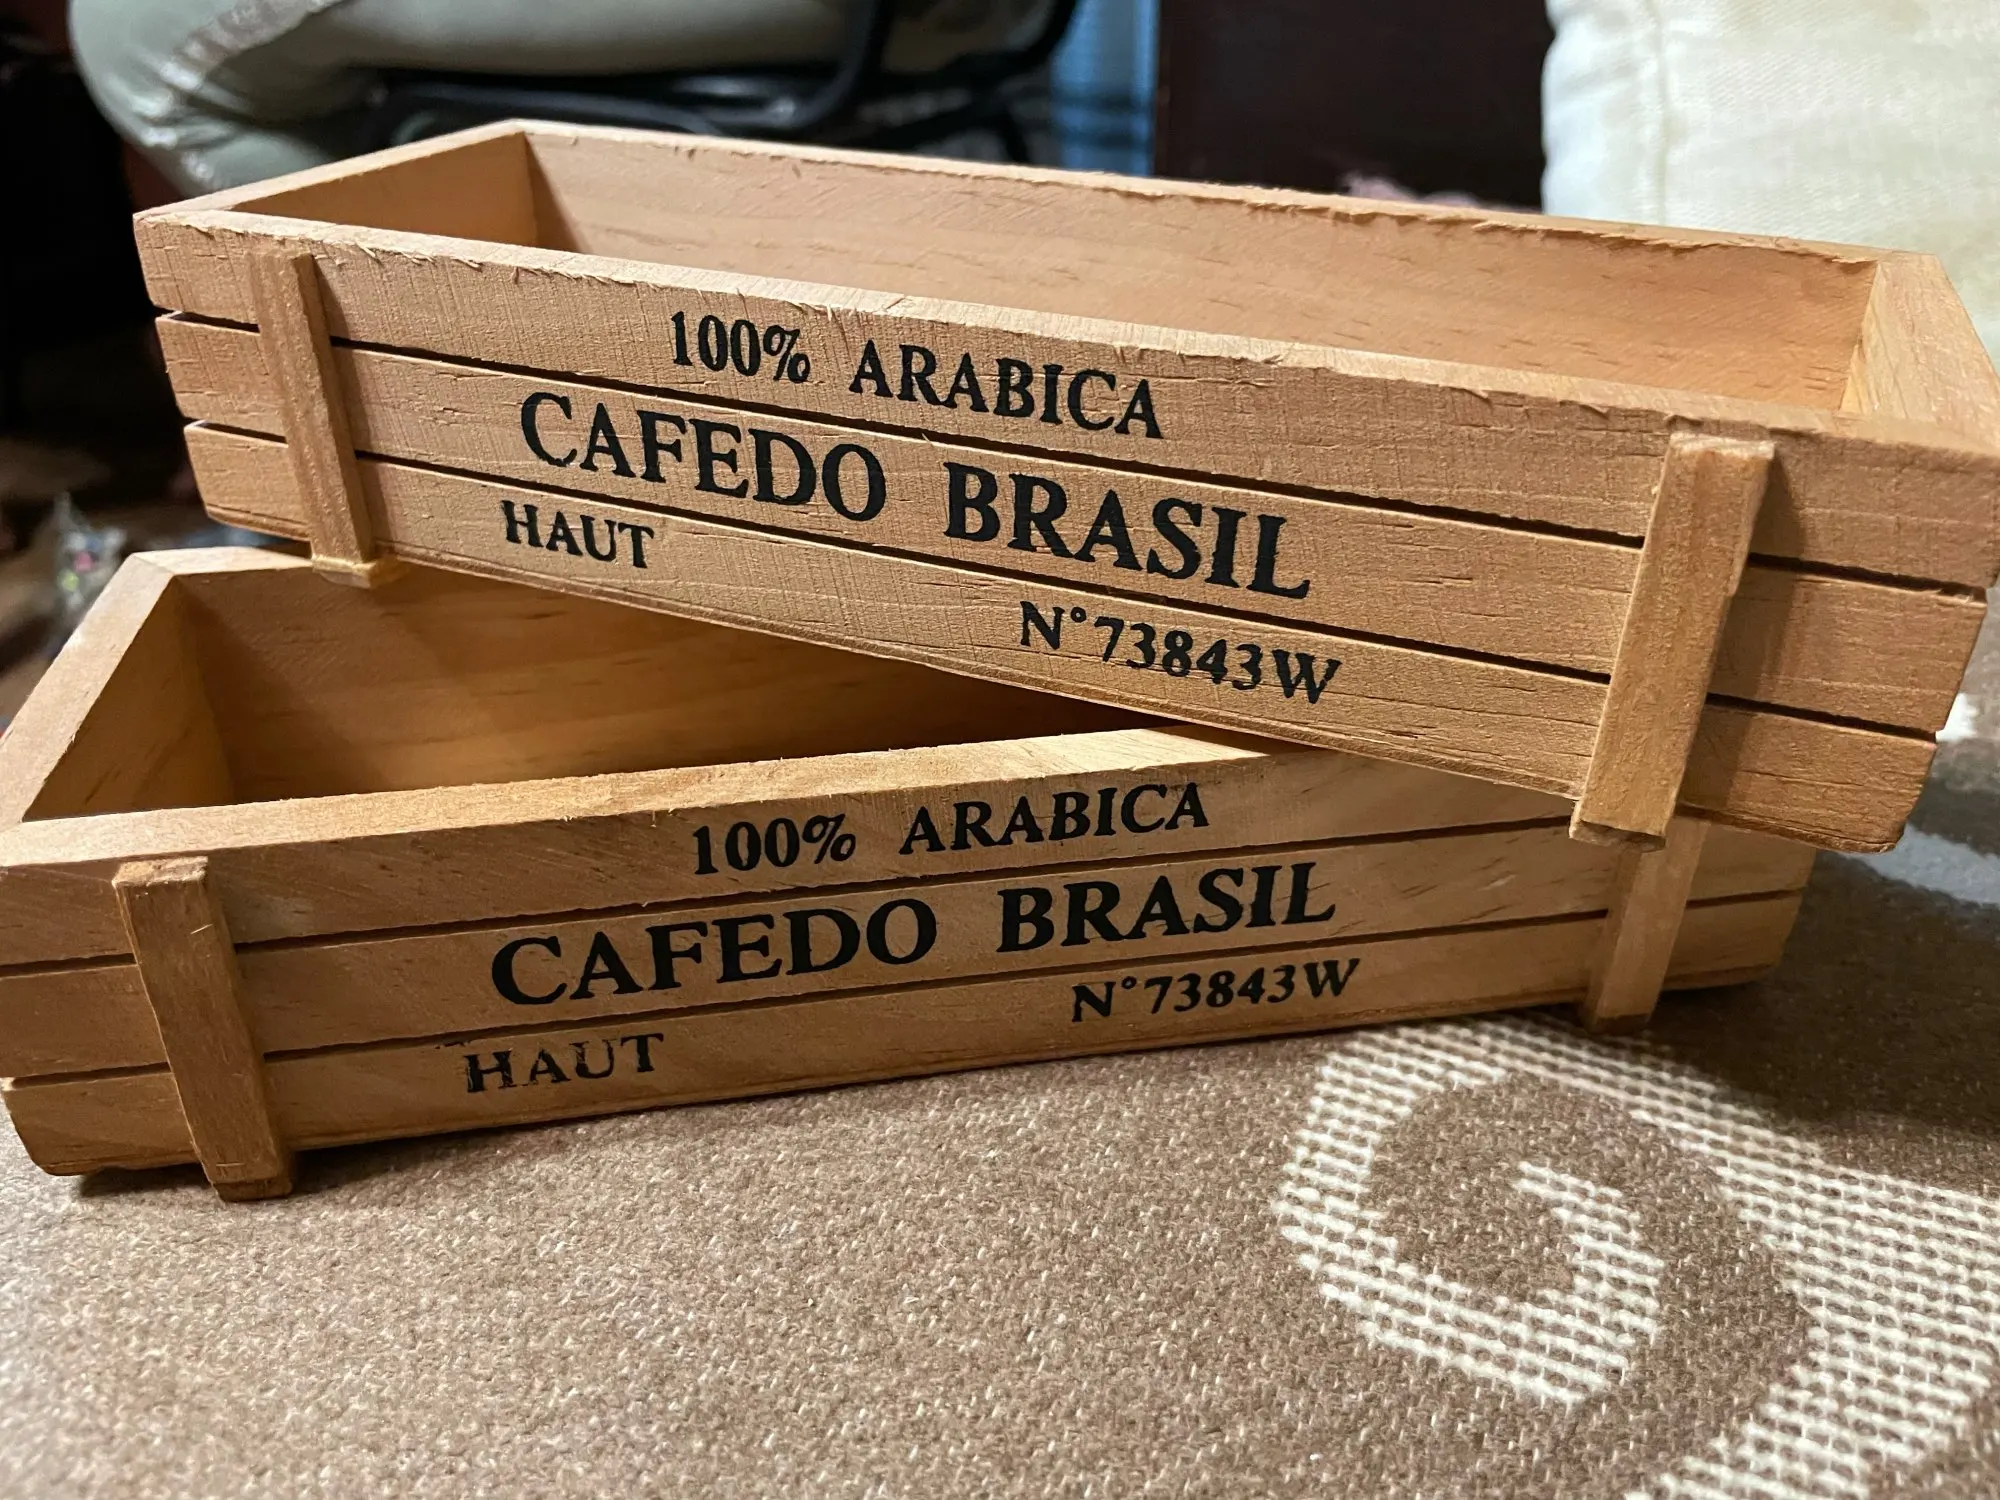 100% ARABICA
CAFEDO BRASIL
HAUT
N°73843W
100% ARABICA
CAFEDO BRASIL
N°73843W
HAUT